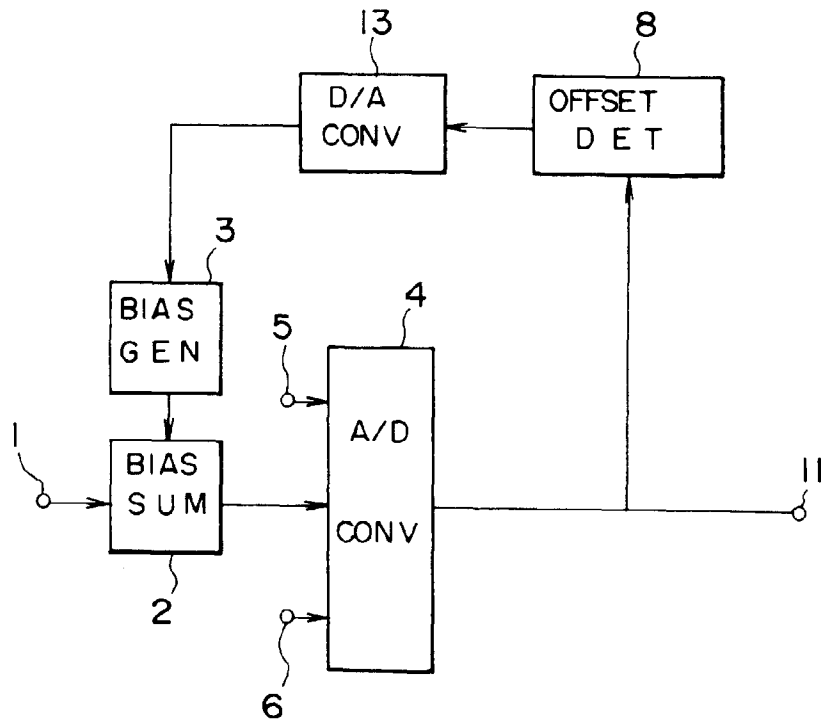 13
8
D/A
CONV
OFFSET
DET
3
BIAS
GEN
4
5
A/D
CONV
1
BIAS
SUM
11
2
6